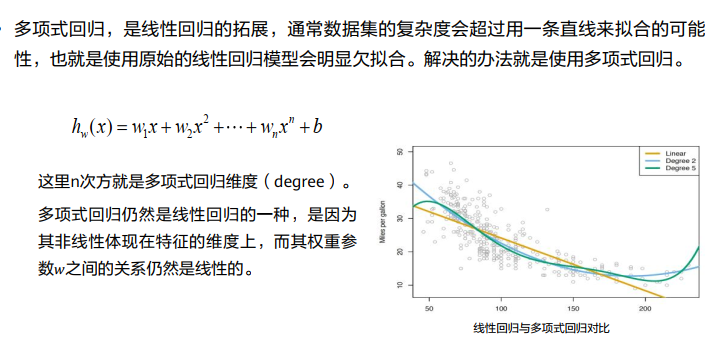 • 多项式回归，是线性回归的拓展，通常数据集的复杂度会超过用一条直线来拟合的可能
性，也就是使用原始的线性回归模型会明显欠拟合。解决的办法就是使用多项式回归。
h_w(x) = w₁x + w₂x² + ⋯ + wₙxⁿ + b
这里n次方就是多项式回归维度（degree）。
多项式回归仍然是线性回归的一种，是因为
其非线性体现在特征的维度上，而其权重参
数w之间的关系仍然是线性的。
Linear
Degree 2
Degree 5
Miles per gallon
50
40
30
20
10
50 100 150 200
线性回归与多项式回归对比